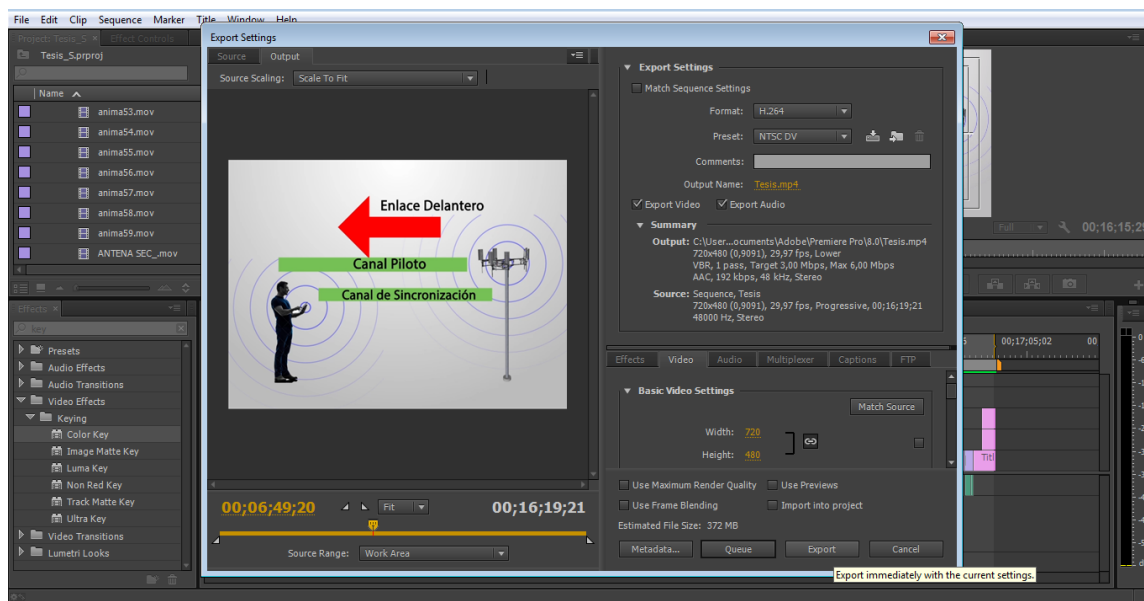 File Edit Clip Sequence Marker Title Window Help
Project: Tesis_S × Effect Controls
Tesis_S.prproj
Name
anima53.mov
anima54.mov
anima55.mov
anima56.mov
anima57.mov
anima58.mov
anima59.mov
ANTENA SEC_.mov
Effects ×
key
Presets
Audio Effects
Audio Transitions
Video Effects
Keying
Color Key
Image Matte Key
Luma Key
Non Red Key
Track Matte Key
Ultra Key
Video Transitions
Lumetri Looks
Export Settings
Source Output
Source Scaling: Scale To Fit
Enlace Delantero
Canal Piloto
Canal de Sincronización
00;06;49;20 Fit 00;16;19;21
Source Range: Work Area
Export Settings
Match Sequence Settings
Format: H.264
Preset: NTSC DV
Comments:
Output Name: Tesis.mp4
Export Video Export Audio
Summary
Output: C:\User...ocuments\Adobe\Premiere Pro\8.0\Tesis.mp4
720x480 (0,9091), 29,97 fps, Lower
VBR, 1 pass, Target 3,00 Mbps, Max 6,00 Mbps
AAC, 192 kbps, 48 kHz, Stereo
Source: Sequence, Tesis
720x480 (0,9091), 29,97 fps, Progressive, 00;16;19;21
48000 Hz, Stereo
Effects Video Audio Multiplexer Captions FTP
Basic Video Settings
Match Source
Width: 720
Height: 480
Use Maximum Render Quality Use Previews
Use Frame Blending Import into project
Estimated File Size: 372 MB
Metadata... Queue Export Cancel
Export immediately with the current settings.
Full 00;16;15;2
00;17;05;02 00
Titl